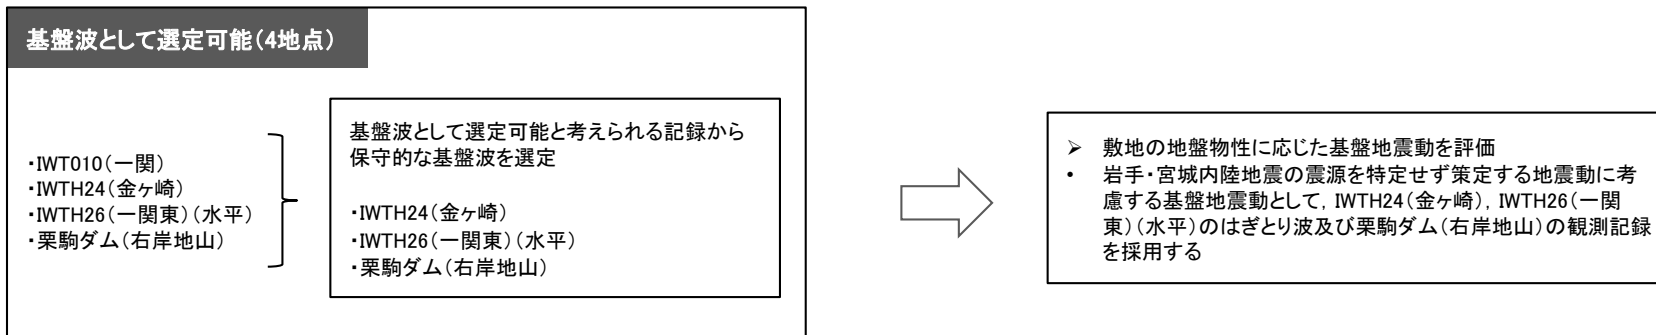 基盤波として選定可能（4地点）
・IWT010（一関）
・IWTH24（金ヶ崎）
・IWTH26（一関東）（水平）
・栗駒ダム（右岸地山）
基盤波として選定可能と考えられる記録から
保守的な基盤波を選定
・IWTH24（金ヶ崎）
・IWTH26（一関東）（水平）
・栗駒ダム（右岸地山）
➢ 敷地の地盤物性に応じた基盤地震動を評価
• 岩手・宮城内陸地震の震源を特定せず策定する地震動に考
慮する基盤地震動として，IWTH24（金ヶ崎），IWTH26（一関
東）（水平）のはぎとり波及び栗駒ダム（右岸地山）の観測記録
を採用する